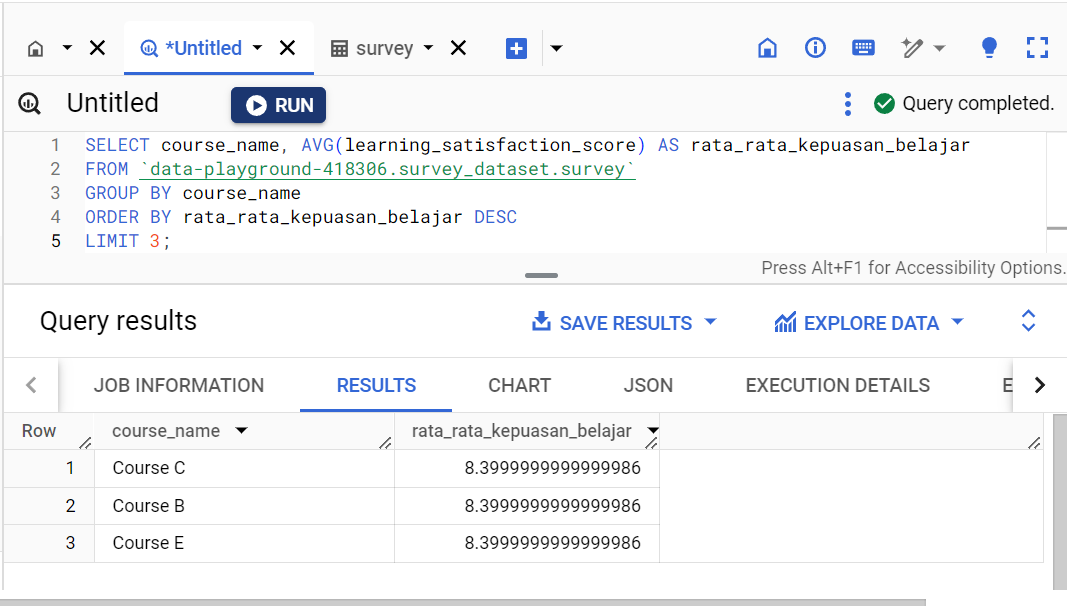 *Untitled
survey
Untitled
RUN
Query completed.
1 SELECT course_name, AVG(learning_satisfaction_score) AS rata_rata_kepuasan_belajar
2 FROM `data-playground-418306.survey_dataset.survey`
3 GROUP BY course_name
4 ORDER BY rata_rata_kepuasan_belajar DESC
5 LIMIT 3;
Press Alt+F1 for Accessibility Options.
Query results
SAVE RESULTS
EXPLORE DATA
JOB INFORMATION RESULTS CHART JSON EXECUTION DETAILS E
Row course_name rata_rata_kepuasan_belajar
1 Course C 8.3999999999999986
2 Course B 8.3999999999999986
3 Course E 8.3999999999999986